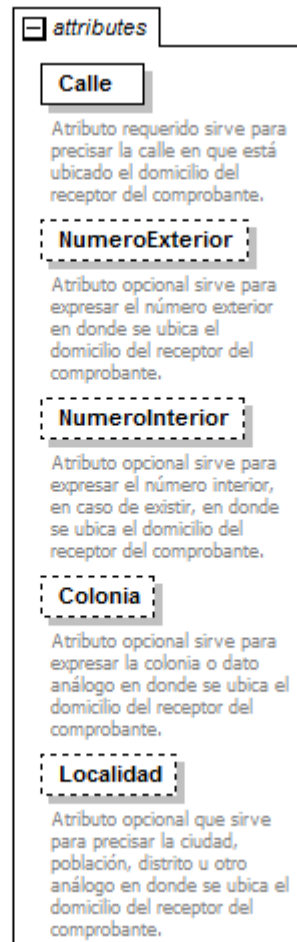 attributes
Calle
Atributo requerido sirve para
precisar la calle en que está
ubicado el domicilio del
receptor del comprobante.
NumeroExterior
Atributo opcional sirve para
expresar el número exterior
en donde se ubica el
domicilio del receptor del
comprobante.
NumeroInterior
Atributo opcional sirve para
expresar el número interior,
en caso de existir, en donde
se ubica el domicilio del
receptor del comprobante.
Colonia
Atributo opcional sirve para
expresar la colonia o dato
análogo en donde se ubica el
domicilio del receptor del
comprobante.
Localidad
Atributo opcional que sirve
para precisar la ciudad,
población, distrito u otro
análogo en donde se ubica el
domicilio del receptor del
comprobante.